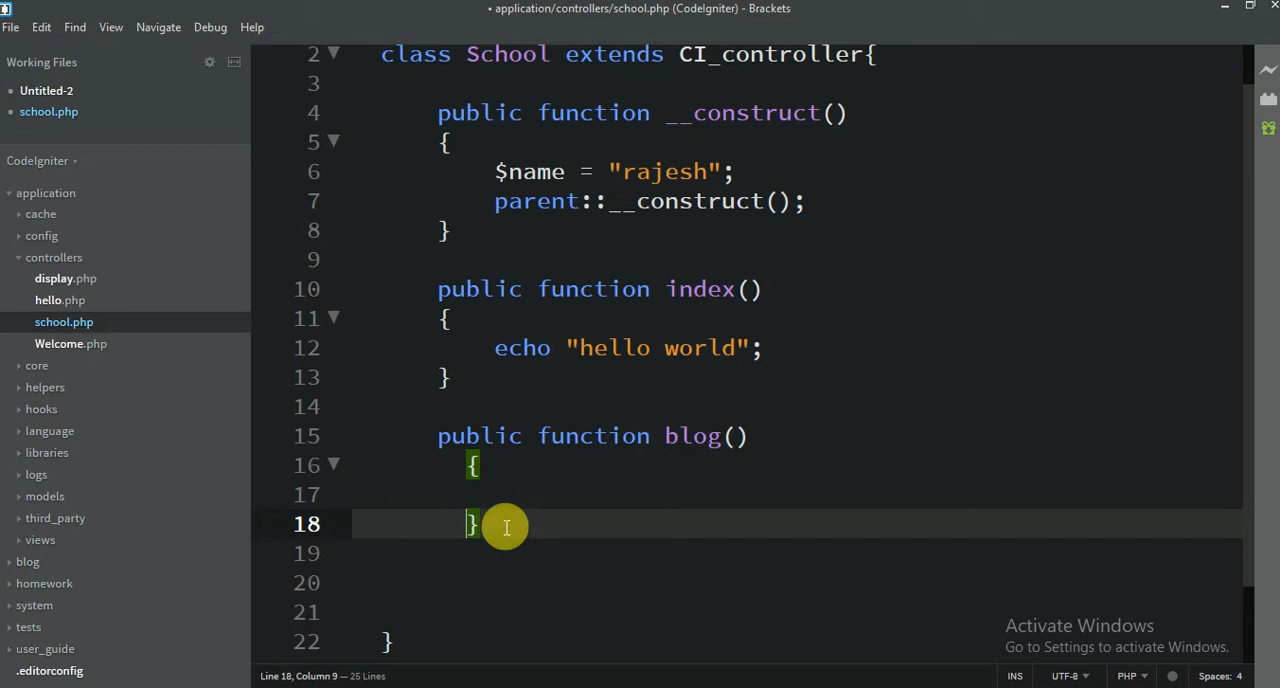 • application/controllers/school.php (CodeIgniter) - Brackets
File Edit Find View Navigate Debug Help
Working Files
Untitled-2
school.php
CodeIgniter
application
cache
config
controllers
display.php
hello.php
school.php
Welcome.php
core
helpers
hooks
language
libraries
logs
models
third_party
views
blog
homework
system
tests
user_guide
.editorconfig
2 class School extends CI_controller{
3
4 public function __construct()
5 {
6 $name = "rajesh";
7 parent::__construct();
8 }
9
10 public function index()
11 {
12 echo "hello world";
13 }
14
15 public function blog()
16 {
17
18 }
19
20
21
22 }
Activate Windows
Go to Settings to activate Windows.
Line 18, Column 9 — 25 Lines
INS UTF-8 PHP Spaces: 4